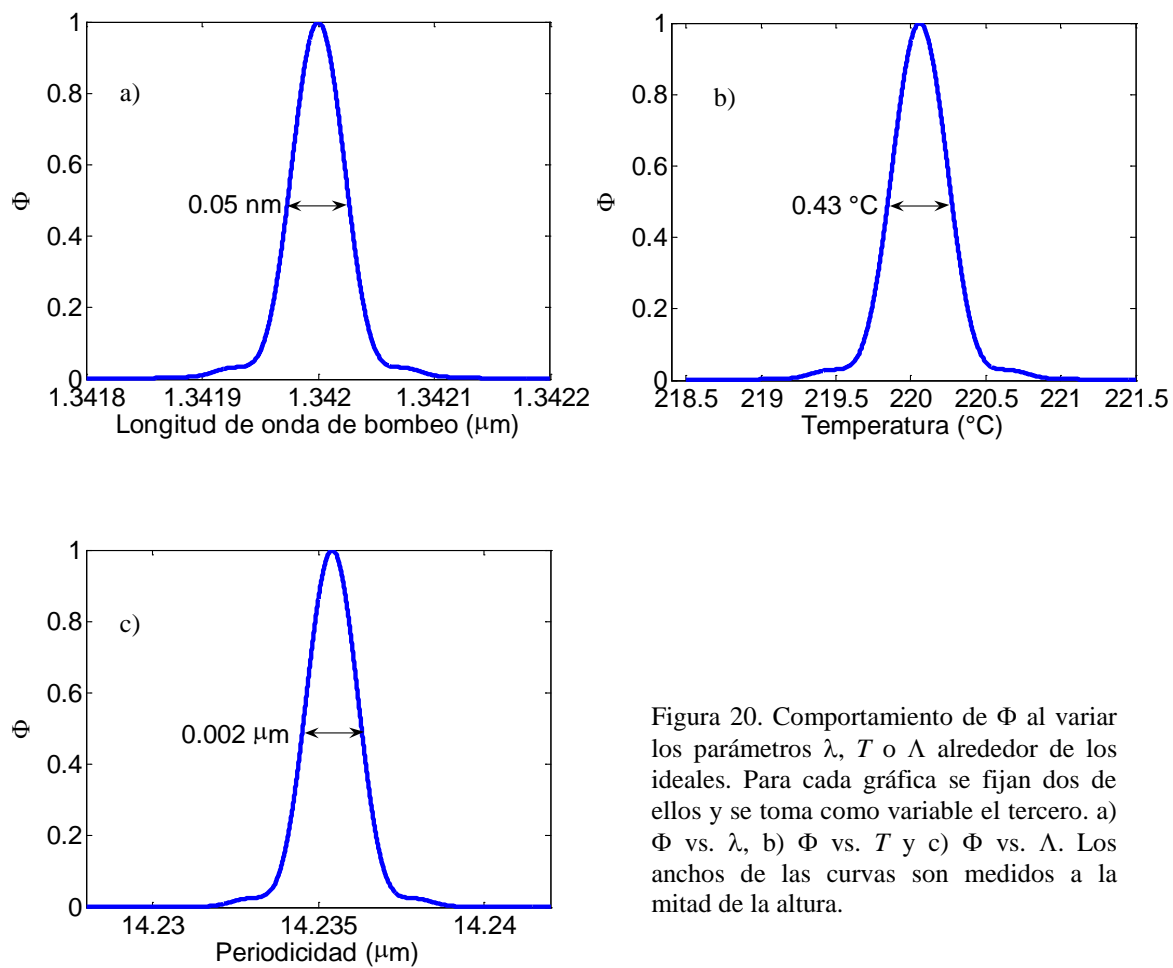 1
0.8
0.6
0.4
0.2
0
Φ
a)
0.05 nm
1.3418
1.3419
1.342
1.3421
1.3422
Longitud de onda de bombeo (μm)
1
0.8
0.6
0.4
0.2
0
Φ
b)
0.43 °C
218.5
219
219.5
220
220.5
221
221.5
Temperatura (°C)
1
0.8
0.6
0.4
0.2
0
Φ
c)
0.002 μm
14.23
14.235
14.24
Periodicidad (μm)
Figura 20. Comportamiento de Φ al variar
los parámetros λ, T o Λ alrededor de los
ideales. Para cada gráfica se fijan dos de
ellos y se toma como variable el tercero. a)
Φ vs. λ, b) Φ vs. T y c) Φ vs. Λ. Los
anchos de las curvas son medidos a la
mitad de la altura.